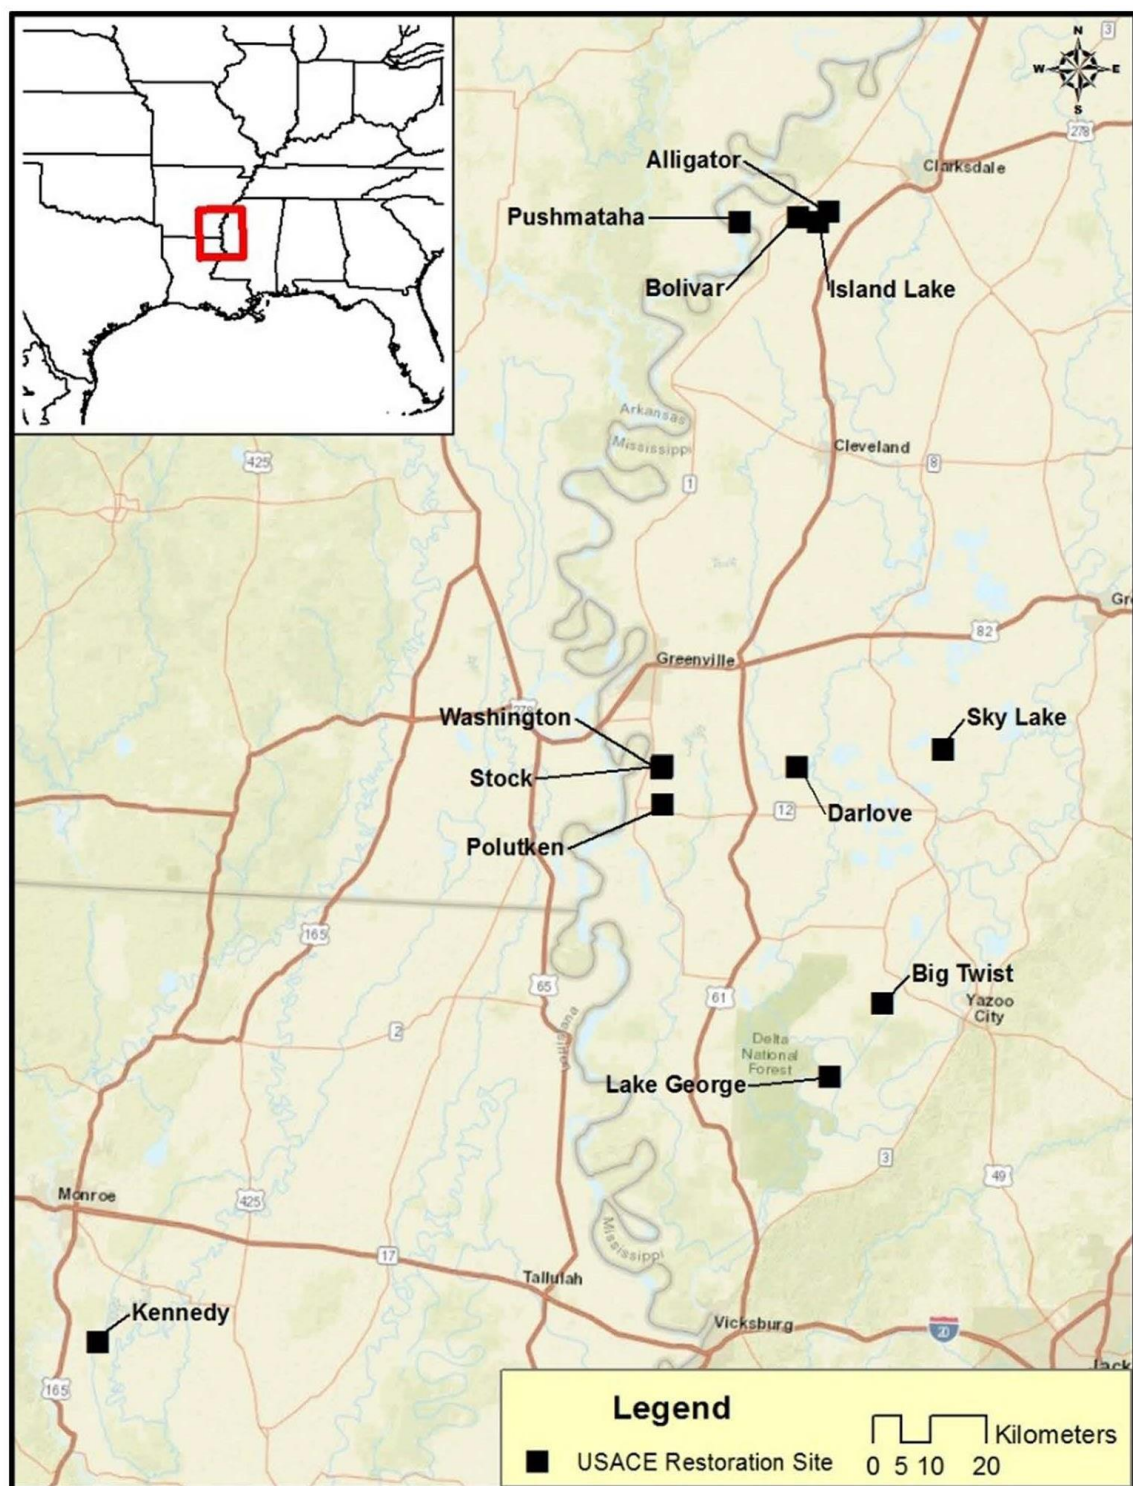 N
W E
S
3
278
Alligator
Clarksdale
Pushmataha
Bolivar
Island Lake
Arkansas
Mississippi
Cleveland
425
8
1
82
Greenville
278
Washington
Sky Lake
Stock
12
Darlove
Polutken
165
Big Twist
65
61
Yazoo
City
2
Louisiana
Delta
National
Forest
Lake George
3
49
Monroe
425
Mississippi
17
Tallulah
Kennedy
Vicksburg
20
165
Legend
USACE Restoration Site
Kilometers
0 5 10 20